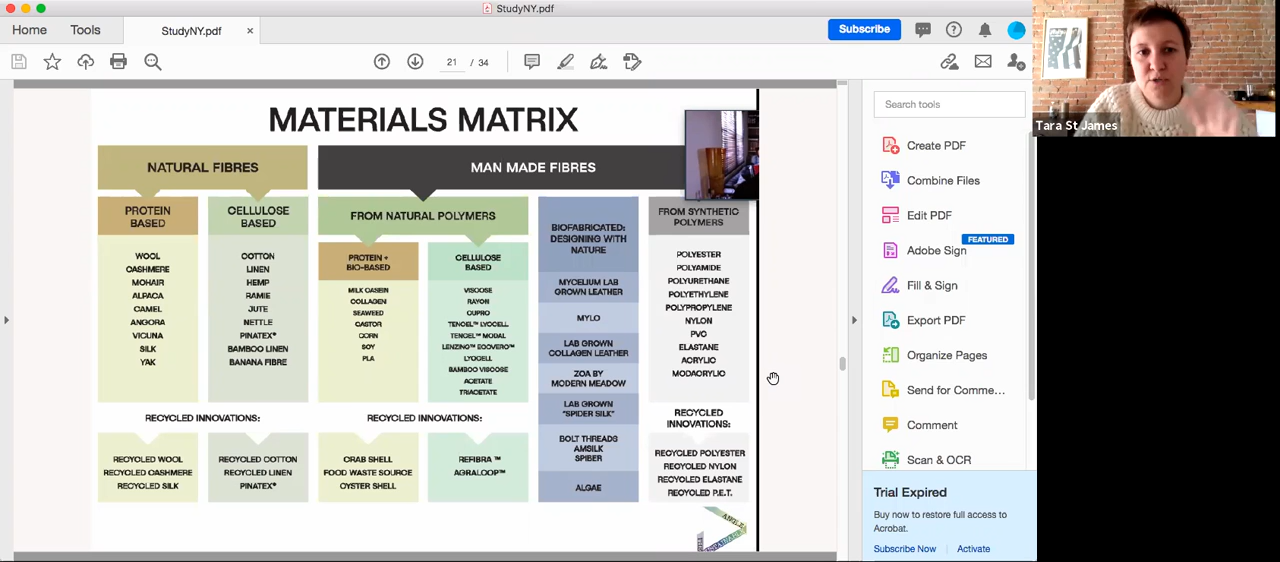 StudyNY.pdf
Home
Tools
StudyNY.pdf
×
Subscribe
21 / 34
Tara St James
Search tools
Create PDF
Combine Files
Edit PDF
FEATURED
Adobe Sign
Fill & Sign
Export PDF
Organize Pages
Send for Comme...
Comment
Scan & OCR
Trial Expired
Buy now to restore full access to
Acrobat.
Subscribe Now
Activate
MATERIALS MATRIX
NATURAL FIBRES
MAN MADE FIBRES
PROTEIN
BASED
WOOL
CASHMERE
MOHAIR
ALPACA
CAMEL
ANGORA
VICUNA
SILK
YAK
CELLULOSE
BASED
COTTON
LINEN
HEMP
RAMIE
JUTE
NETTLE
PINATEX*
BAMBOO LINEN
BANANA FIBRE
FROM NATURAL POLYMERS
PROTEIN +
BIO-BASED
MILK CASEIN
COLLAGEN
SEAWEED
CASTOR
CORN
SOY
PLA
CELLULOSE
BASED
VISCOSE
RAYON
CUPRO
TENCEL™ LYOCELL
TENCEL™ MODAL
LENZING™ ECOVERO™
LYOCELL
BAMBOO VISCOSE
ACETATE
TRIACETATE
BIOFABRICATED:
DESIGNING WITH
NATURE
MYCELIUM LAB
GROWN LEATHER
MYLO
LAB GROWN
COLLAGEN LEATHER
ZOA BY
MODERN MEADOW
LAB GROWN
"SPIDER SILK"
BOLT THREADS
AMSILK
SPIBER
ALGAE
FROM SYNTHETIC
POLYMERS
POLYESTER
POLYAMIDE
POLYURETHANE
POLYETHYLENE
POLYPROPYLENE
NYLON
PVC
ELASTANE
ACRYLIC
MODACRYLIC
RECYCLED INNOVATIONS:
RECYCLED WOOL
RECYCLED CASHMERE
RECYCLED SILK
RECYCLED COTTON
RECYCLED LINEN
PINATEX*
RECYCLED INNOVATIONS:
CRAB SHELL
FOOD WASTE SOURCE
OYSTER SHELL
REFIBRA ™
AGRALOOP™
RECYCLED
INNOVATIONS:
RECYCLED POLYESTER
RECYCLED NYLON
RECYCLED ELASTANE
RECYCLED P.E.T.